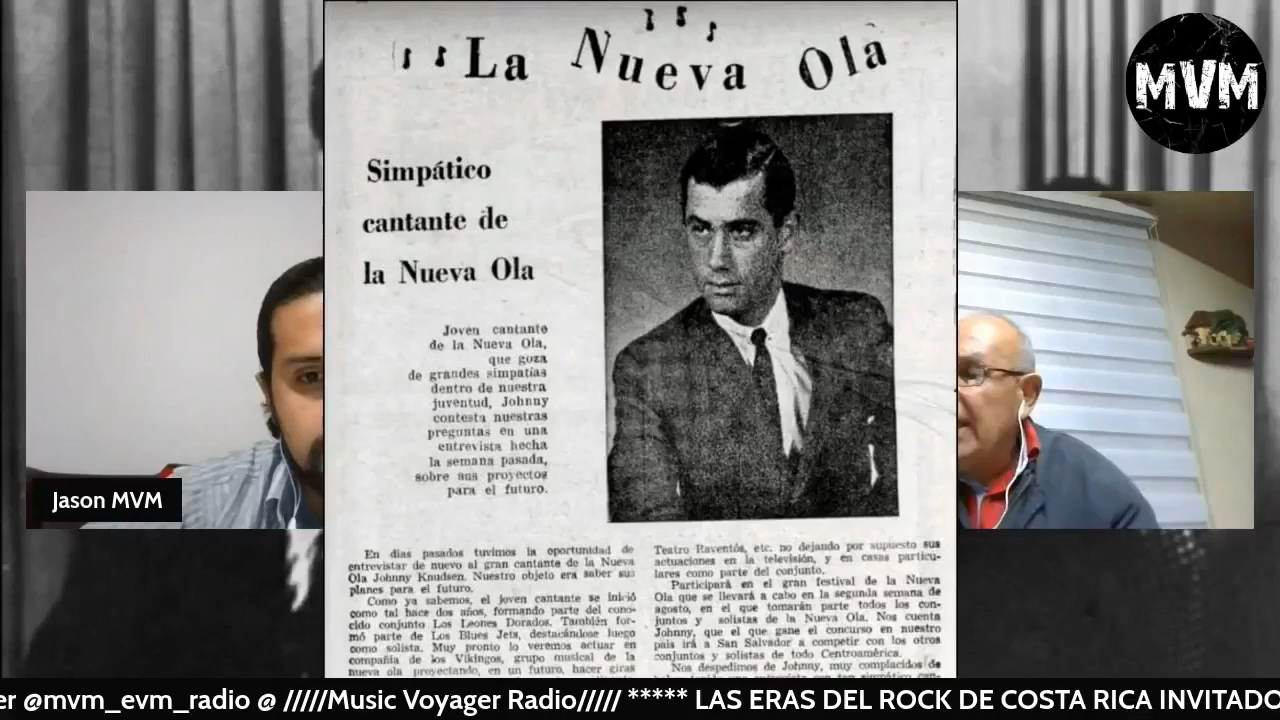 La Nueva Ola
MVM
Simpático
cantante de
la Nueva Ola
Joven cantante
de la Nueva Ola,
que goza
de grandes simpatías
dentro de nuestra
juventud, Johnny
contesta nuestras
preguntas en una
entrevista hecha
la semana pasada,
sobre sus proyectos
para el futuro.
Jason MVM
En días pasados tuvimos la oportunidad de
entrevistar de nuevo al gran cantante de la Nueva
Ola Johnny Knudsen. Nuestro objeto era saber sus
planes para el futuro.
Como ya sabemos, el joven cantante se inició
como tal hace dos años, formando parte del cono-
cido conjunto Los Leones Dorados. También for-
mó parte de Los Blues Jets, destacándose luego
como solista. Muy pronto lo veremos actuar en
compañía de los Vikingos, grupo musical de la
nueva ola proyectando, en un futuro, hacer giras
Teatro Raventós, etc. no dejando por supuesto sus
actuaciones en la televisión, y en casas particu-
lares como parte del conjunto.
Participará en el gran festival de la Nueva
Ola que se llevará a cabo en la segunda semana de
agosto, en el que tomarán parte todos los con-
juntos y solistas de la Nueva Ola. Nos cuenta
Johnny, que el que gane el concurso en nuestro
país irá a San Salvador a competir con los otros
conjuntos y solistas de todo Centroamérica.
Nos despedimos de Johnny, muy complacidos de
er @mvm_evm_radio @ /////Music Voyager Radio///// ***** LAS ERAS DEL ROCK DE COSTA RICA INVITADO